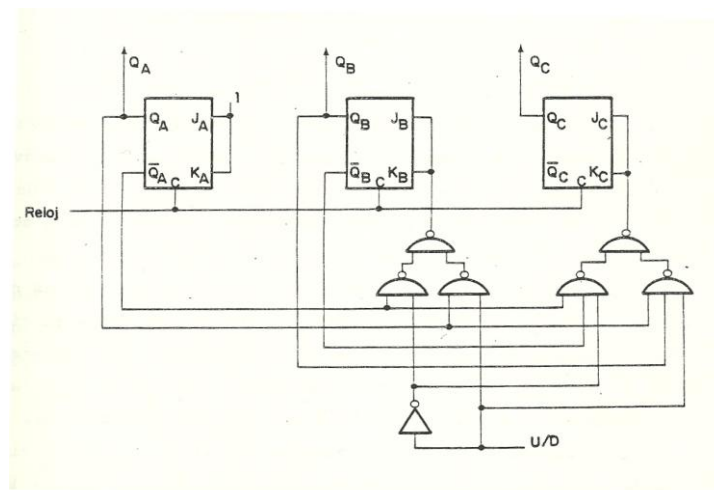 Q_A
Q_B
Q_C
1
Q_A J_A
Q̅_A C K_A
Q_B J_B
Q̅_B C K_B
Q_C J_C
Q̅_C C K_C
Reloj
U/D